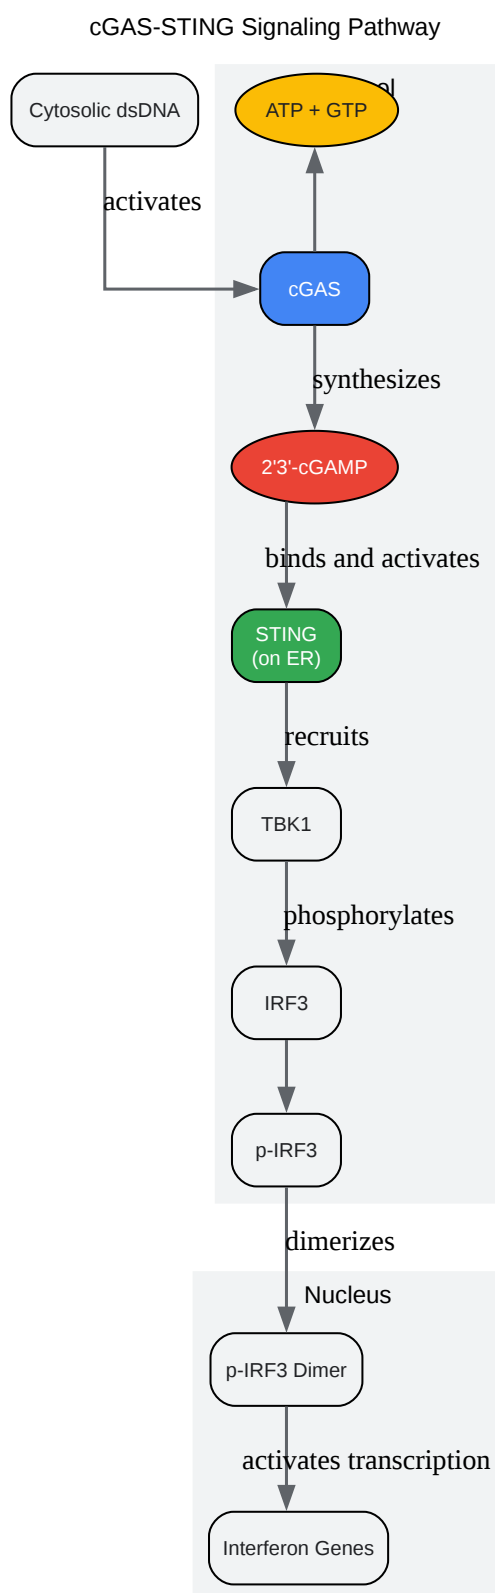 cGAS-STING Signaling Pathway
Cytosolic dsDNA
ATP + GTP
activates
cGAS
synthesizes
2'3'-cGAMP
binds and activates
STING
(on ER)
recruits
TBK1
phosphorylates
IRF3
p-IRF3
dimerizes
Nucleus
p-IRF3 Dimer
activates transcription
Interferon Genes